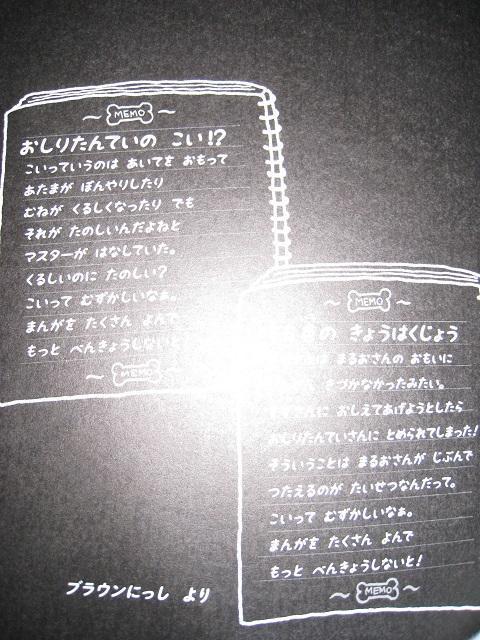 MEMO
おしりたんていの こい!?
こいっていうのは あいてを おもって
あたまが ぼんやりしたり
むねが くるしくなったり でも
それが たのしいんだよねと
マスターが はなしていた。
くるしいのに たのしい?
こいって むずかしいなぁ。
まんがを たくさん よんで
もっと べんきょうしない
MEMO
MEMO
の きょうはくじょう
は まるおさんの おもいに
きづかなかったみたい。
さんに おしえてあげようとしたら
おしりたんていさんに とめられてしまった!
そういうことは まるおさんが じぶんで
つたえるのが たいせつなんだって。
こいって むずかしいなぁ。
まんがを たくさん よんで
もっと べんきょうしないと!
MEMO
ブラウンにっし より